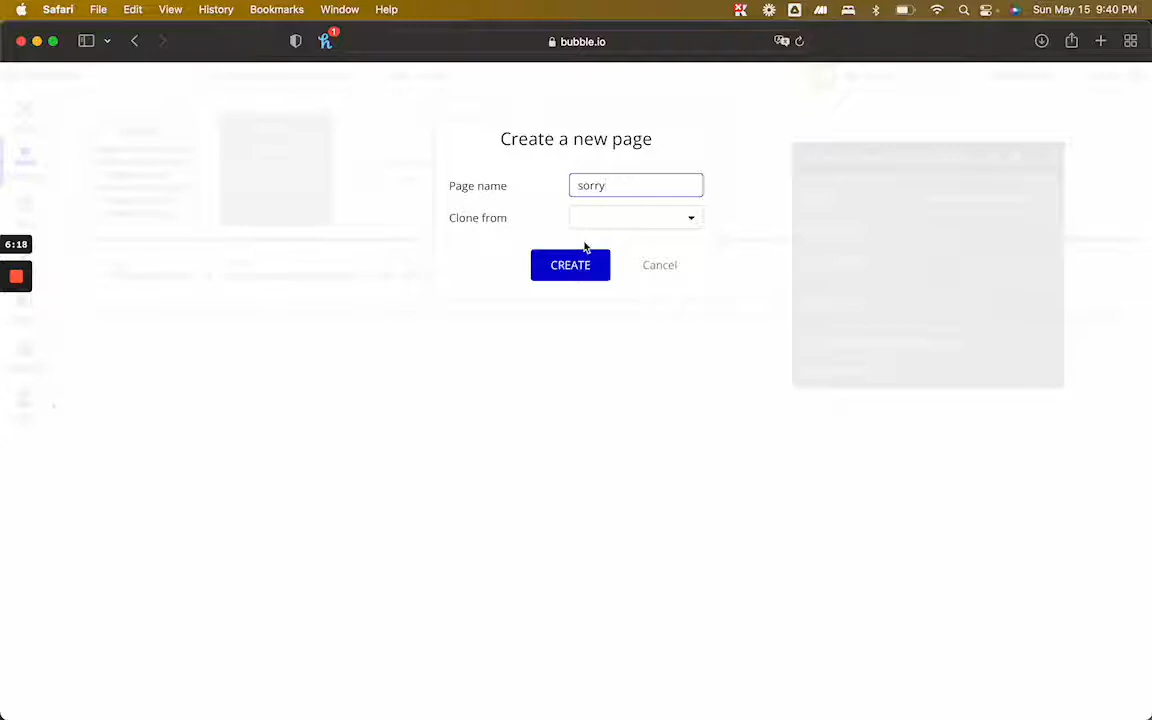 Safari File Edit View History Bookmarks Window Help Sun May 15 9:40 PM
1
bubble.io
Create a new page
Page name sorry
Clone from
6:18
CREATE Cancel